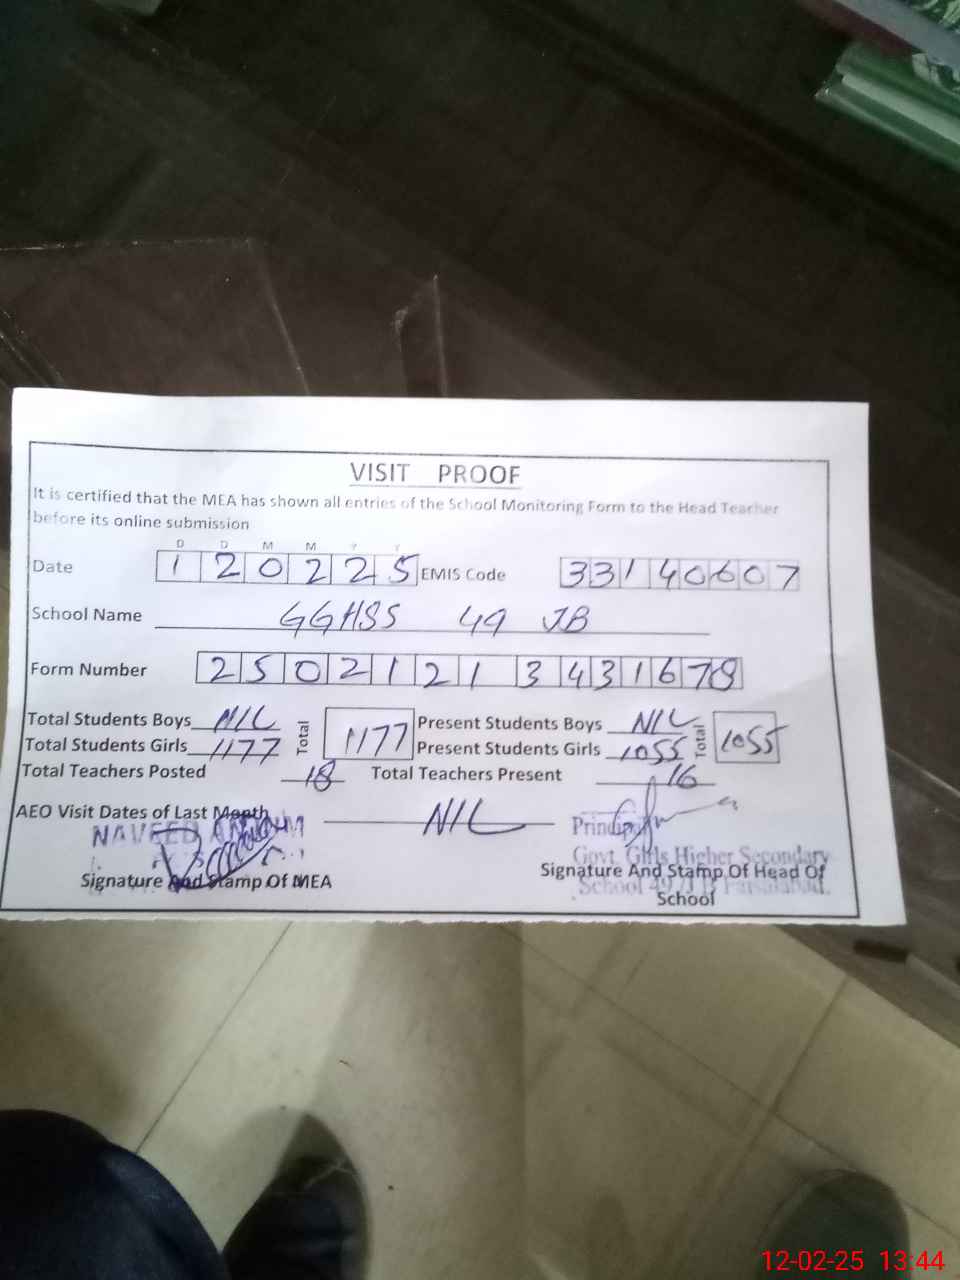 VISIT PROOF
It is certified that the MEA has shown all entries of the School Monitoring Form to the Head Teacher
before its online submission
D D M M Y Y
Date 1 2 0 2 2 5 EMIS Code 3 3 1 4 0 6 0 7
School Name GGHSS 49 JB
Form Number 2 5 0 2 1 2 1 3 4 3 1 6 7 8
Total Students Boys NIL Total 1177 Present Students Boys NIL Total 1055
Total Students Girls 1177 Present Students Girls 1055
Total Teachers Posted 18 Total Teachers Present 16
AEO Visit Dates of Last Month NIL
NAVEED Principal
Govt. Girls Higher Secondary
Signature And Stamp Of MEA Signature And Stamp Of Head Of
School 49 J B Faisalabad.
School
12-02-25 13:44